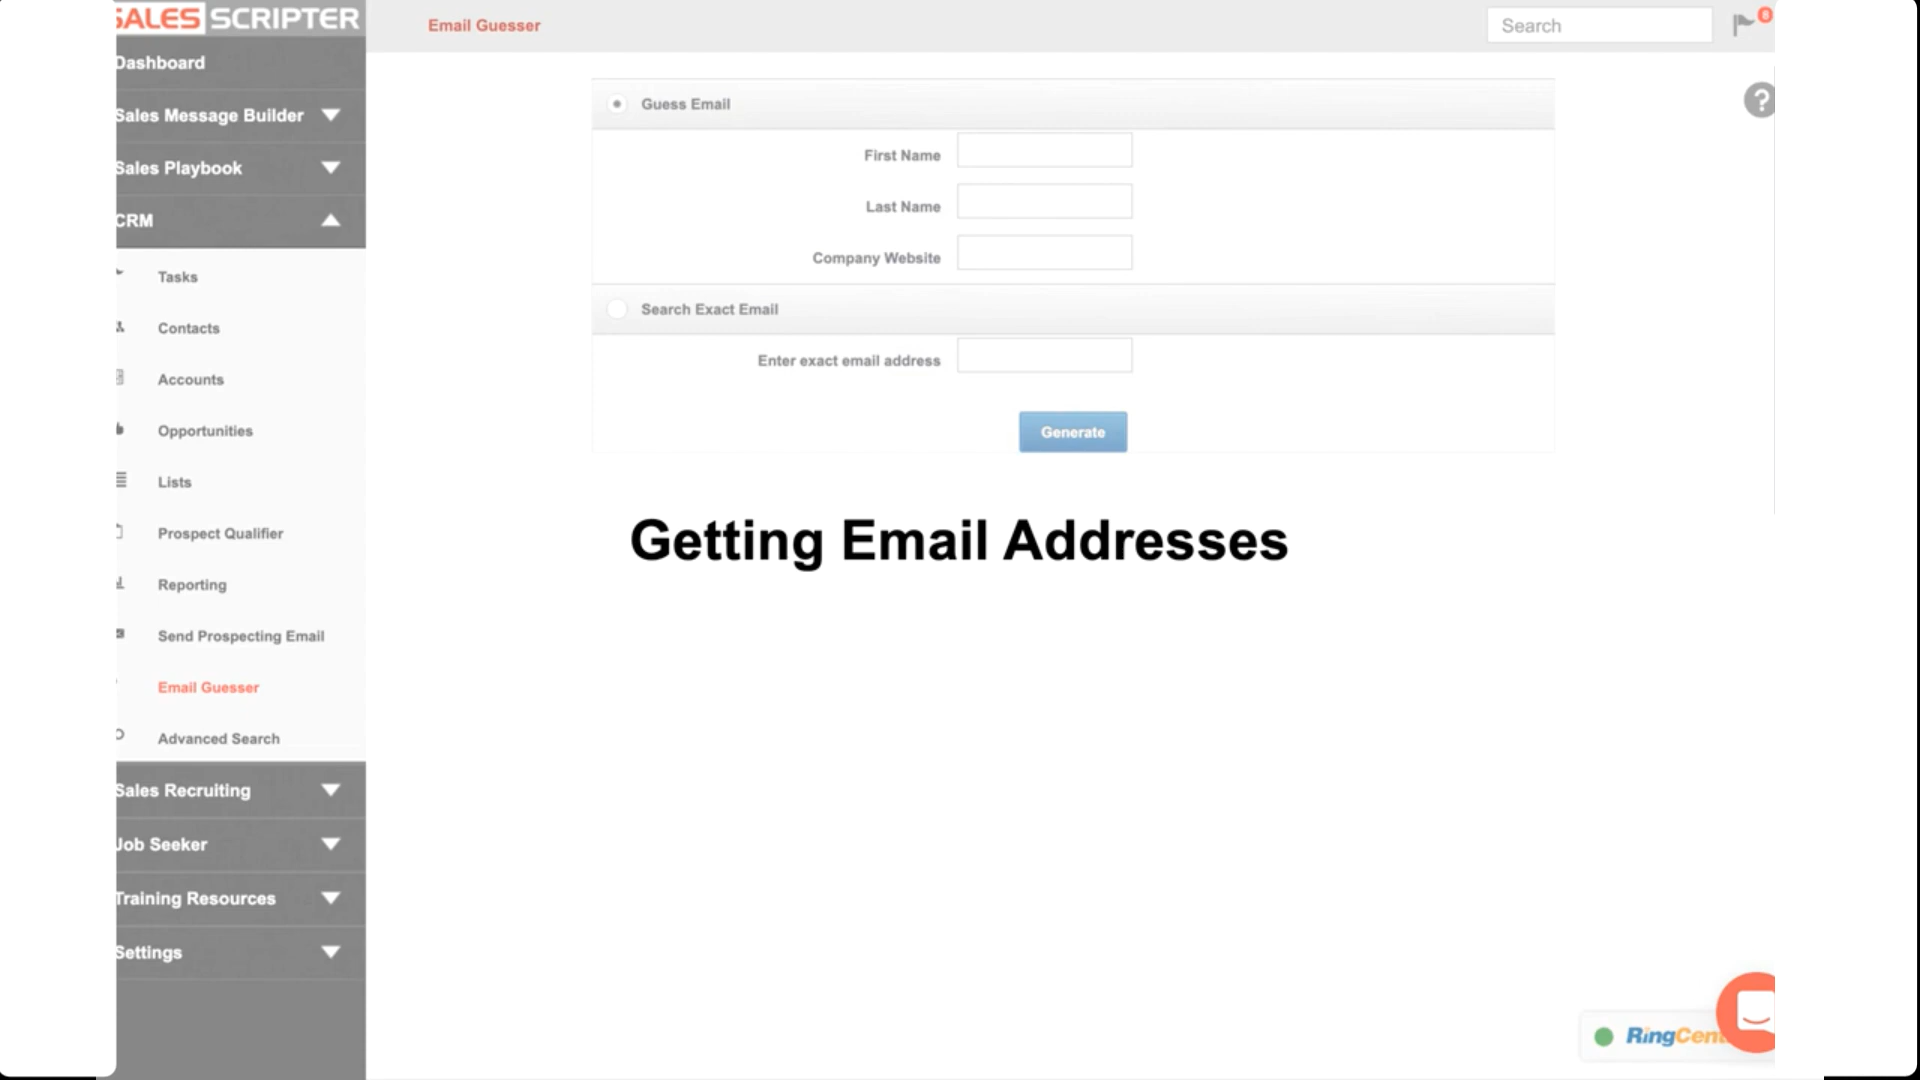 SALES SCRIPTER
Email Guesser
Search
8
Dashboard
Sales Message Builder
Sales Playbook
CRM
Tasks
Contacts
Accounts
Opportunities
Lists
Prospect Qualifier
Reporting
Send Prospecting Email
Email Guesser
Advanced Search
Sales Recruiting
Job Seeker
Training Resources
Settings
Guess Email
?
First Name
Last Name
Company Website
Search Exact Email
Enter exact email address
Generate
Getting Email Addresses
RingCent